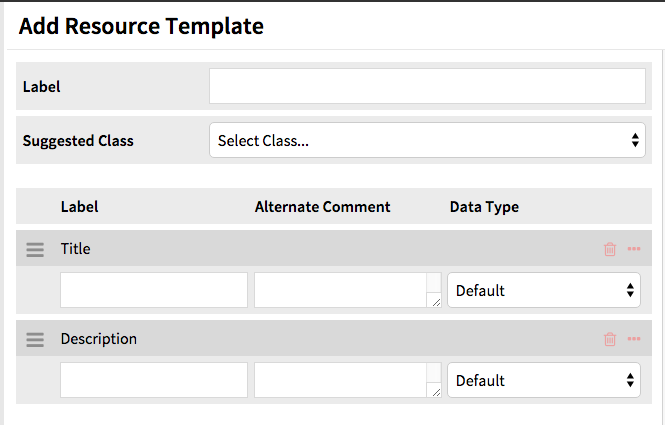 Add Resource Template
Label
Suggested Class Select Class...
Label Alternate Comment Data Type
Title
Default
Description
Default